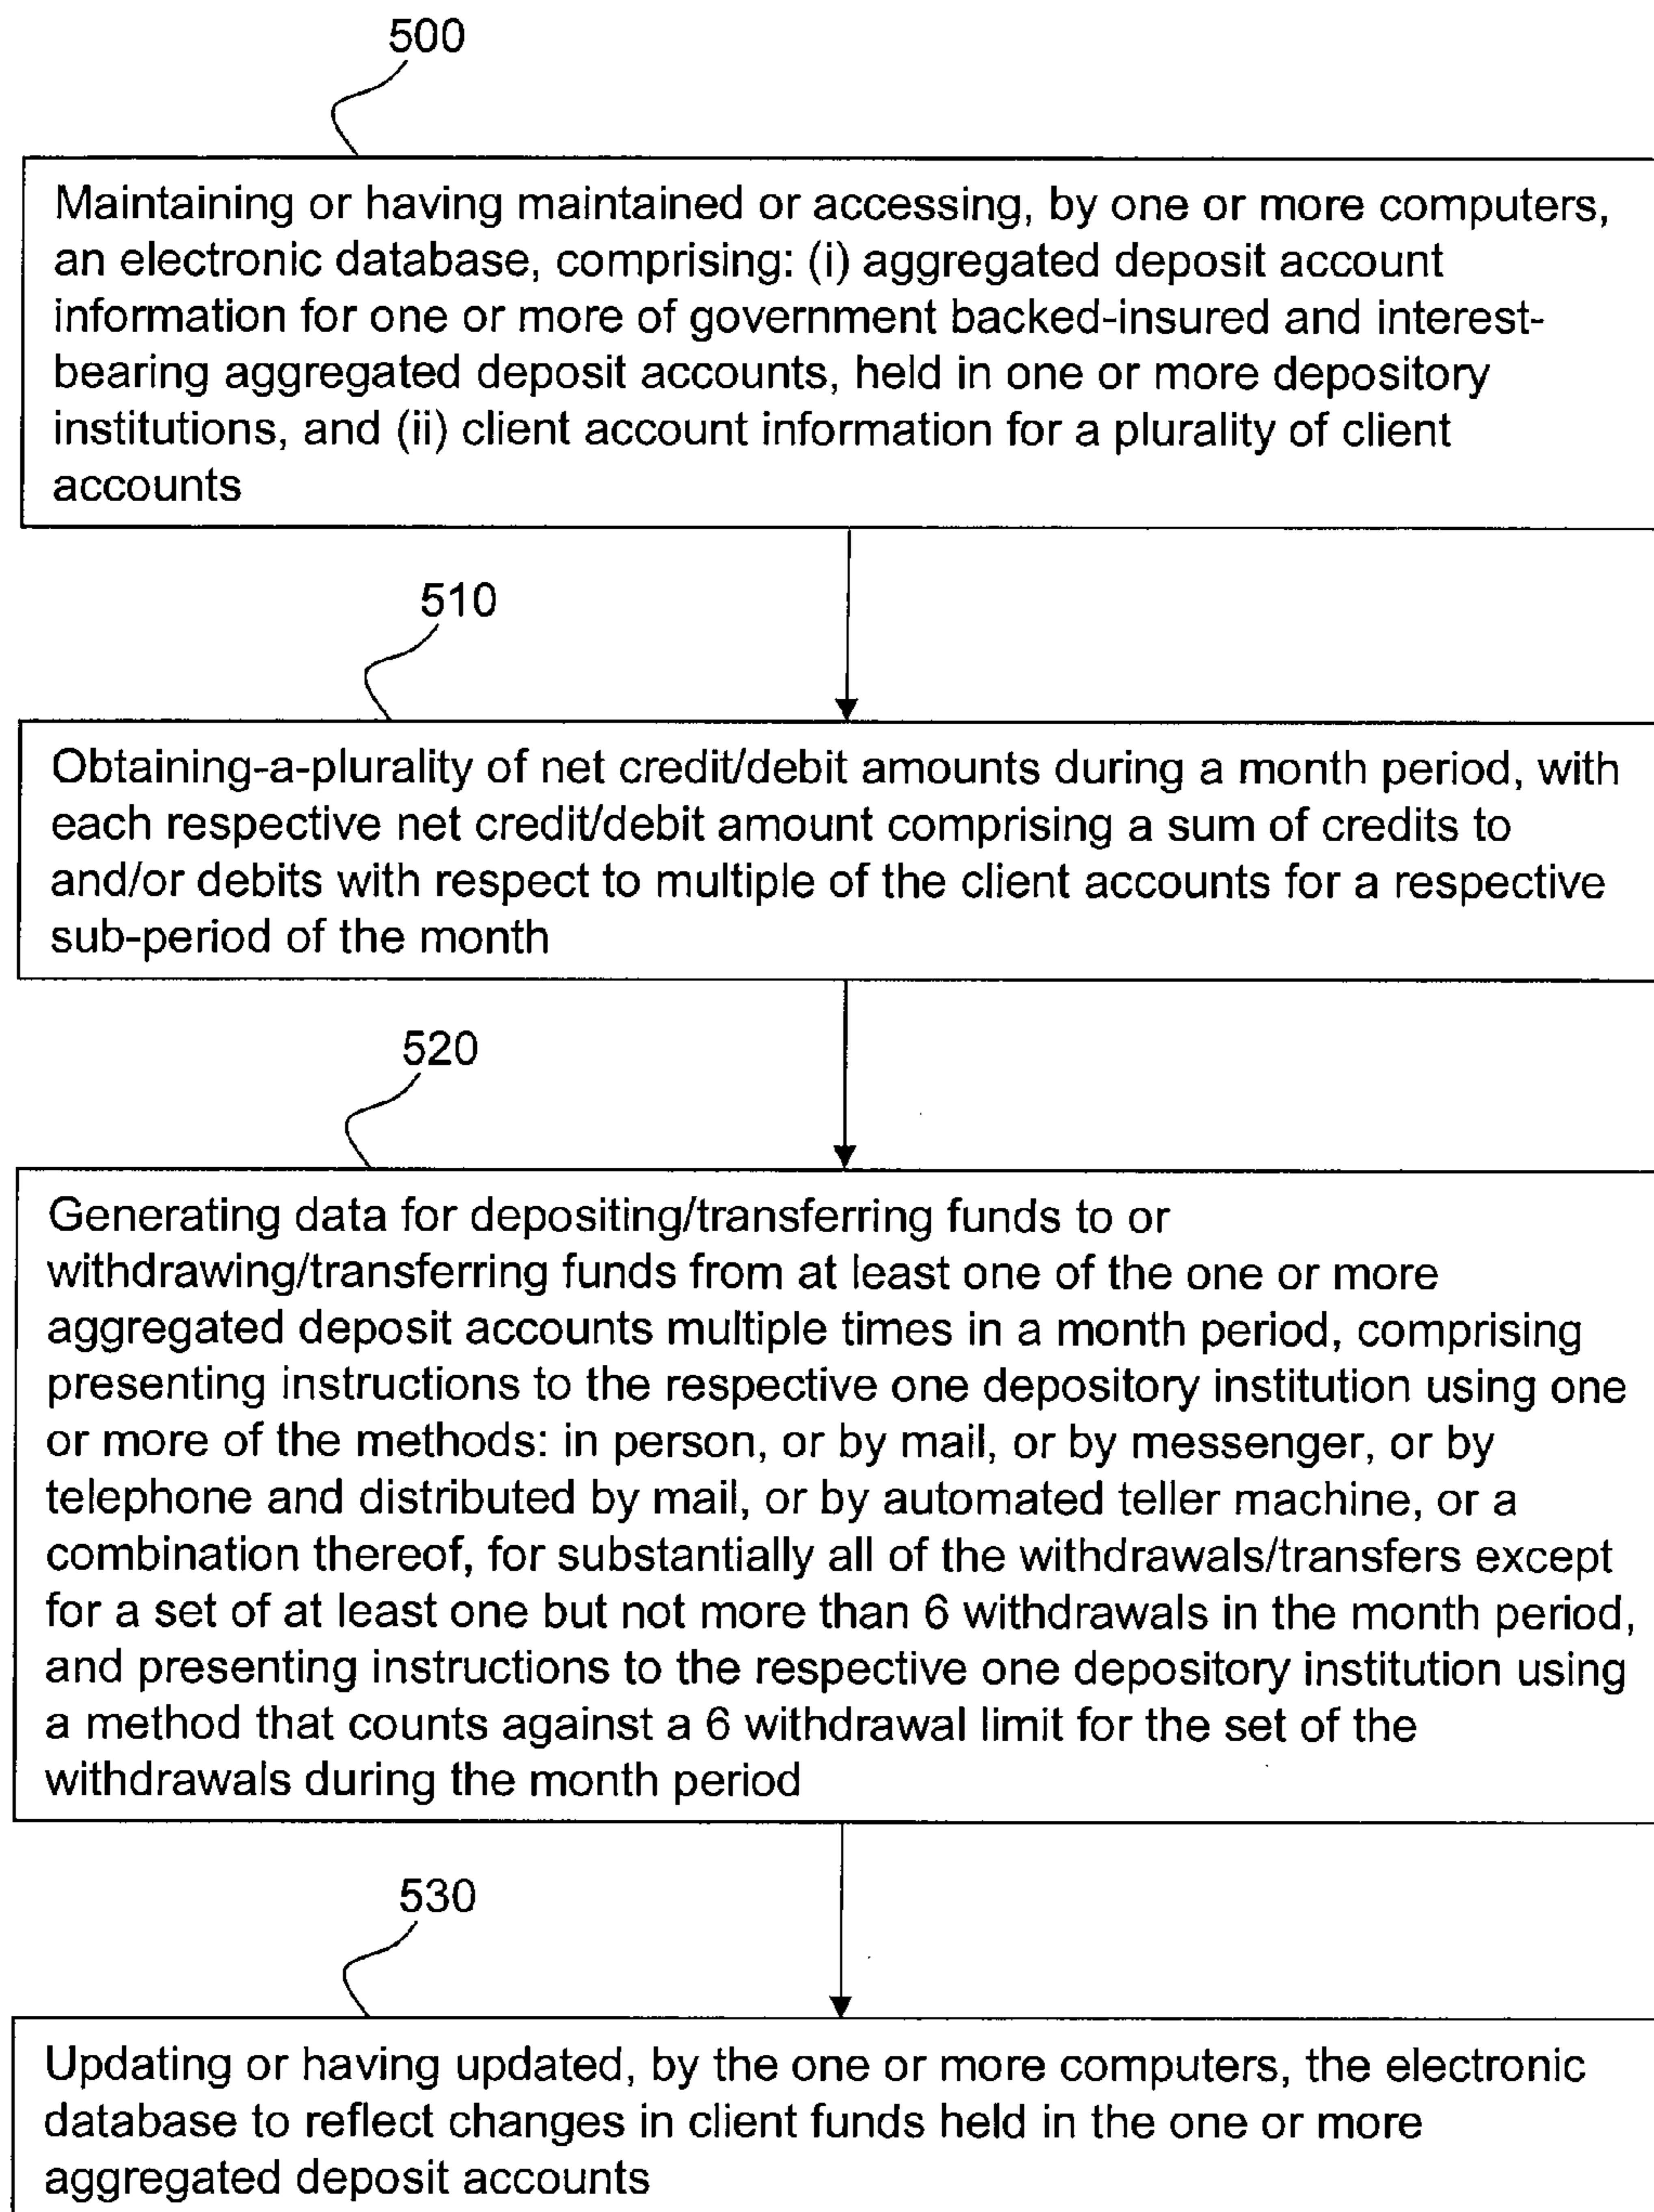 500
Maintaining or having maintained or accessing, by one or more computers,
an electronic database, comprising: (i) aggregated deposit account
information for one or more of government backed-insured and interest-
bearing aggregated deposit accounts, held in one or more depository
institutions, and (ii) client account information for a plurality of client
accounts
510
Obtaining-a-plurality of net credit/debit amounts during a month period, with
each respective net credit/debit amount comprising a sum of credits to
and/or debits with respect to multiple of the client accounts for a respective
sub-period of the month
520
Generating data for depositing/transferring funds to or
withdrawing/transferring funds from at least one of the one or more
aggregated deposit accounts multiple times in a month period, comprising
presenting instructions to the respective one depository institution using one
or more of the methods: in person, or by mail, or by messenger, or by
telephone and distributed by mail, or by automated teller machine, or a
combination thereof, for substantially all of the withdrawals/transfers except
for a set of at least one but not more than 6 withdrawals in the month period,
and presenting instructions to the respective one depository institution using
a method that counts against a 6 withdrawal limit for the set of the
withdrawals during the month period
530
Updating or having updated, by the one or more computers, the electronic
database to reflect changes in client funds held in the one or more
aggregated deposit accounts